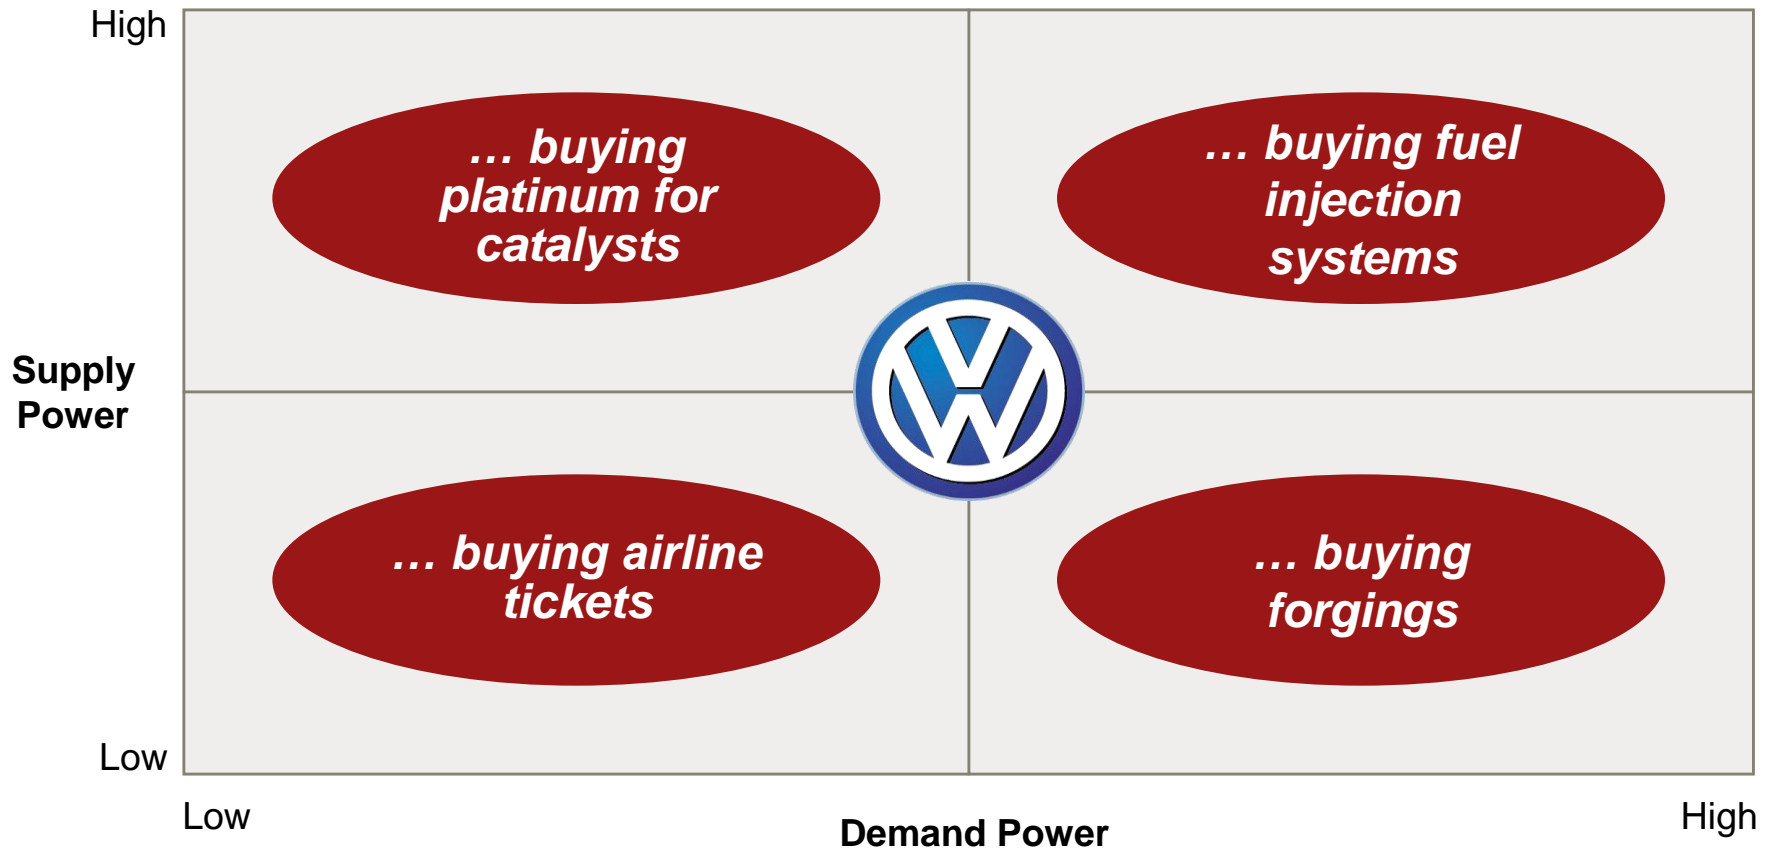 High
… buying
platinum for
catalysts
… buying fuel
injection
systems
Supply
Power
… buying airline
tickets
… buying
forgings
Low
Low
Demand Power
High